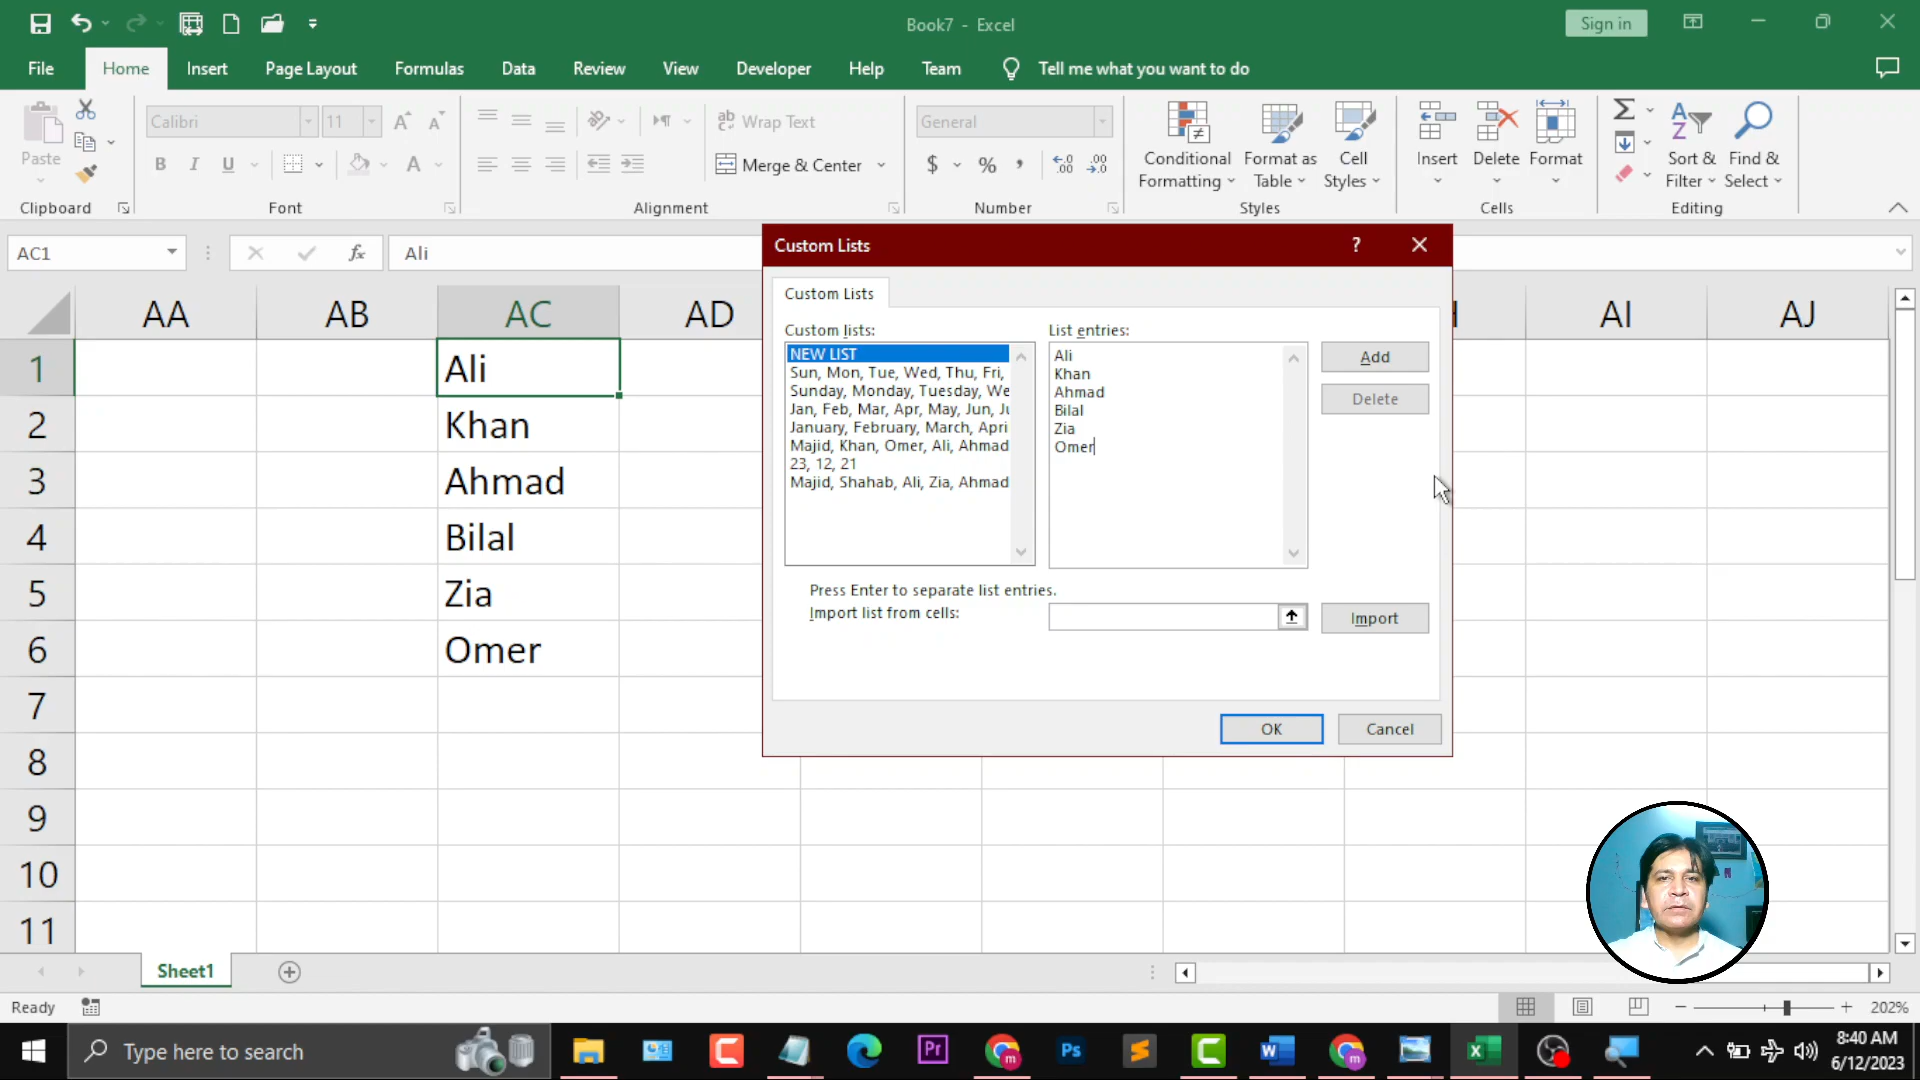 Book7 - Excel
Sign in
File Home Insert Page Layout Formulas Data Review View Developer Help Team Tell me what you want to do
Paste
Clipboard
Calibri 11
B I U
Font
Wrap Text
Merge & Center
Alignment
General
$ % ,
Number
Conditional Formatting
Format as Table
Cell Styles
Styles
Insert
Delete
Format
Cells
Sort & Filter
Find & Select
Editing
AC1
fx
Ali
AA AB AC AD AI AJ
1 Ali
2 Khan
3 Ahmad
4 Bilal
5 Zia
6 Omer
7
8
9
10
11
Custom Lists
?
Custom Lists
Custom lists:
NEW LIST
Sun, Mon, Tue, Wed, Thu, Fri,
Sunday, Monday, Tuesday, We
Jan, Feb, Mar, Apr, May, Jun, Ju
January, February, March, Apri
Majid, Khan, Omer, Ali, Ahmad
23, 12, 21
Majid, Shahab, Ali, Zia, Ahmad
List entries:
Ali
Khan
Ahmad
Bilal
Zia
Omer
Add
Delete
Press Enter to separate list entries.
Import list from cells:
Import
OK
Cancel
Sheet1
Ready
202%
Type here to search
Pr
Ps
8:40 AM
6/12/2023